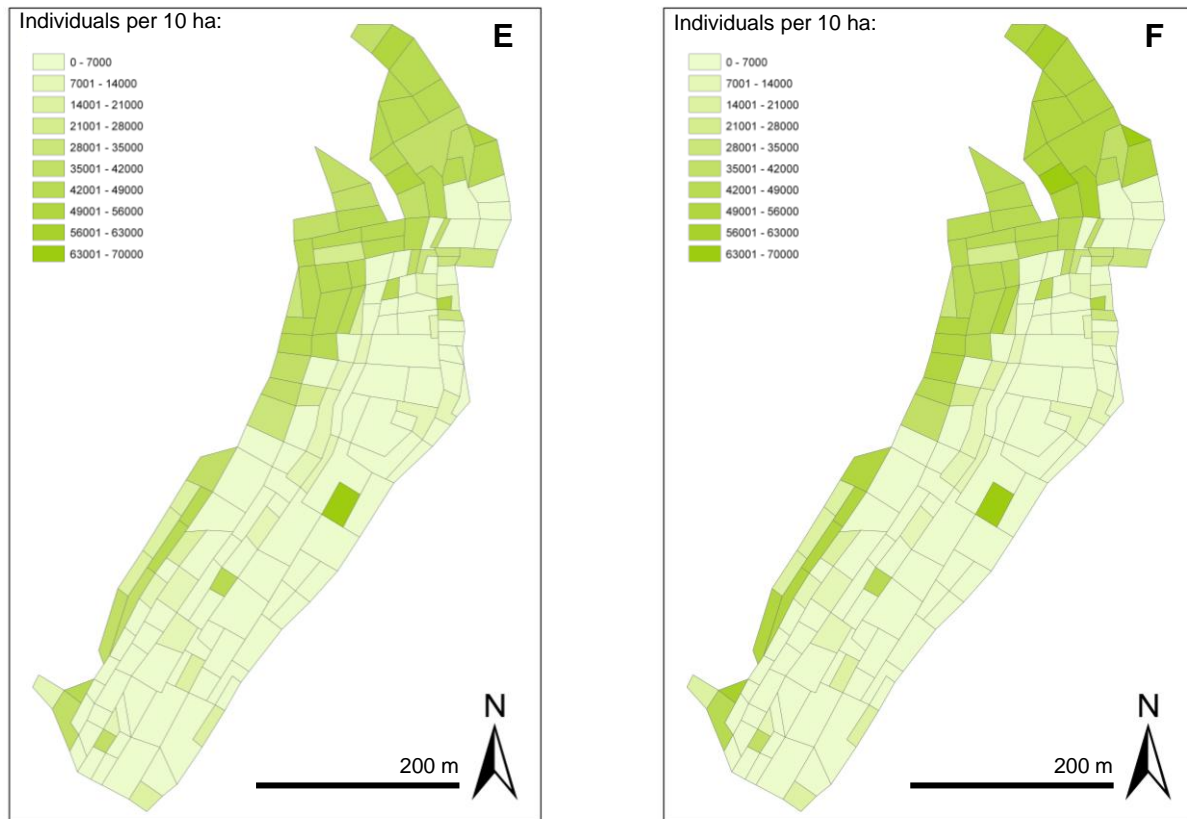 Individuals per 10 ha:
E
0 - 7000
7001 - 14000
14001 - 21000
21001 - 28000
28001 - 35000
35001 - 42000
42001 - 49000
49001 - 56000
56001 - 63000
63001 - 70000
N
200 m
Individuals per 10 ha:
F
0 - 7000
7001 - 14000
14001 - 21000
21001 - 28000
28001 - 35000
35001 - 42000
42001 - 49000
49001 - 56000
56001 - 63000
63001 - 70000
N
200 m